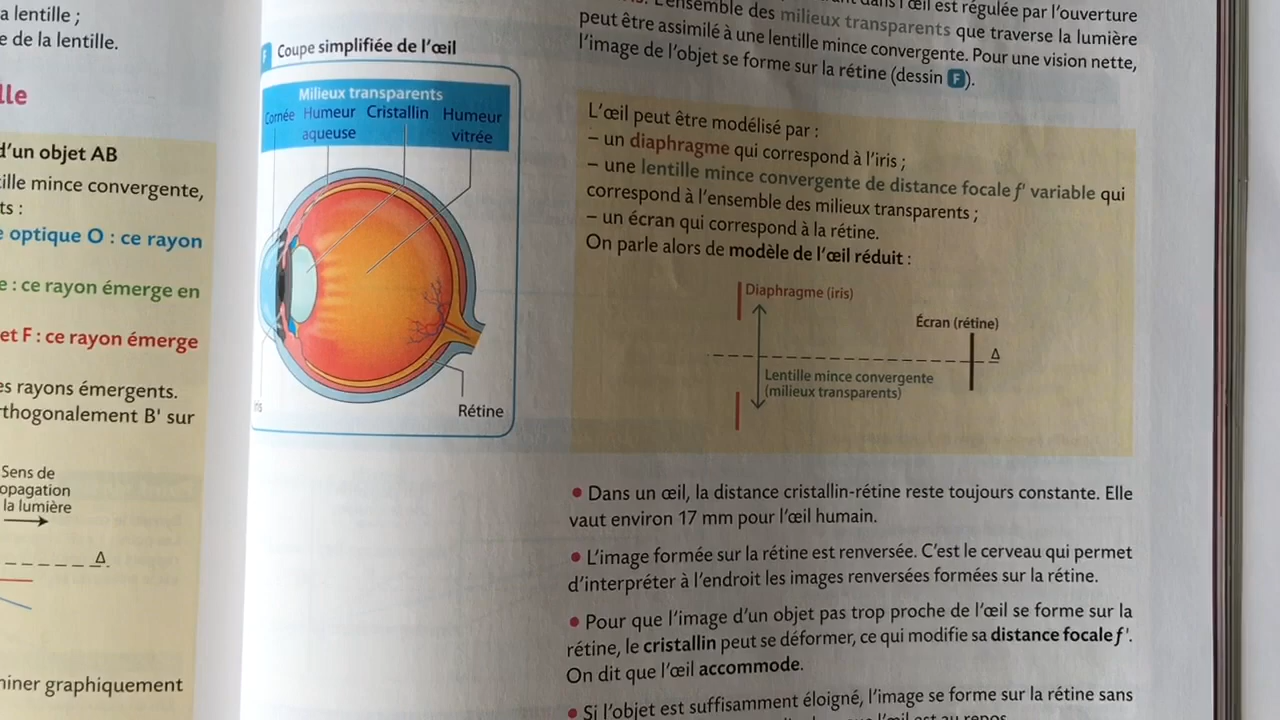 a lentille ;
e de la lentille.
lle
d'un objet AB
ille mince convergente,
ts :
e optique O : ce rayon
e : ce rayon émerge en
et F : ce rayon émerge
es rayons émergents.
rthogonalement B' sur
Sens de
opagation
la lumière
Δ
miner graphiquement
F Coupe simplifiée de l'œil
Milieux transparents
Cornée Humeur Cristallin Humeur
aqueuse vitrée
Rétine
l'œil est régulée par l'ouverture
L'ensemble des milieux transparents que traverse la lumière
peut être assimilé à une lentille mince convergente. Pour une vision nette,
l'image de l'objet se forme sur la rétine (dessin F).
L'œil peut être modélisé par :
– un diaphragme qui correspond à l'iris ;
– une lentille mince convergente de distance focale f' variable qui
correspond à l'ensemble des milieux transparents ;
– un écran qui correspond à la rétine.
On parle alors de modèle de l'œil réduit :
Diaphragme (iris)
Écran (rétine)
Δ
Lentille mince convergente
(milieux transparents)
• Dans un œil, la distance cristallin-rétine reste toujours constante. Elle
vaut environ 17 mm pour l'œil humain.
• L'image formée sur la rétine est renversée. C'est le cerveau qui permet
d'interpréter à l'endroit les images renversées formées sur la rétine.
• Pour que l'image d'un objet pas trop proche de l'œil se forme sur la
rétine, le cristallin peut se déformer, ce qui modifie sa distance focale f'.
On dit que l'œil accommode.
• Si l'objet est suffisamment éloigné, l'image se forme sur la rétine sans